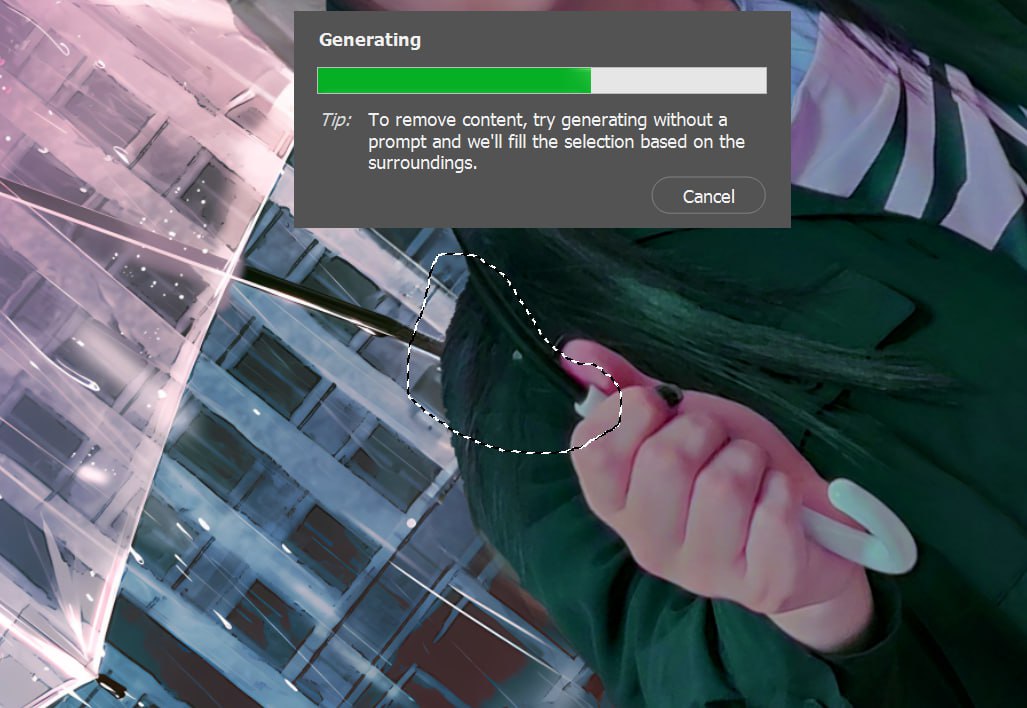 Generating
Tip: To remove content, try generating without a
prompt and we'll fill the selection based on the
surroundings.
Cancel